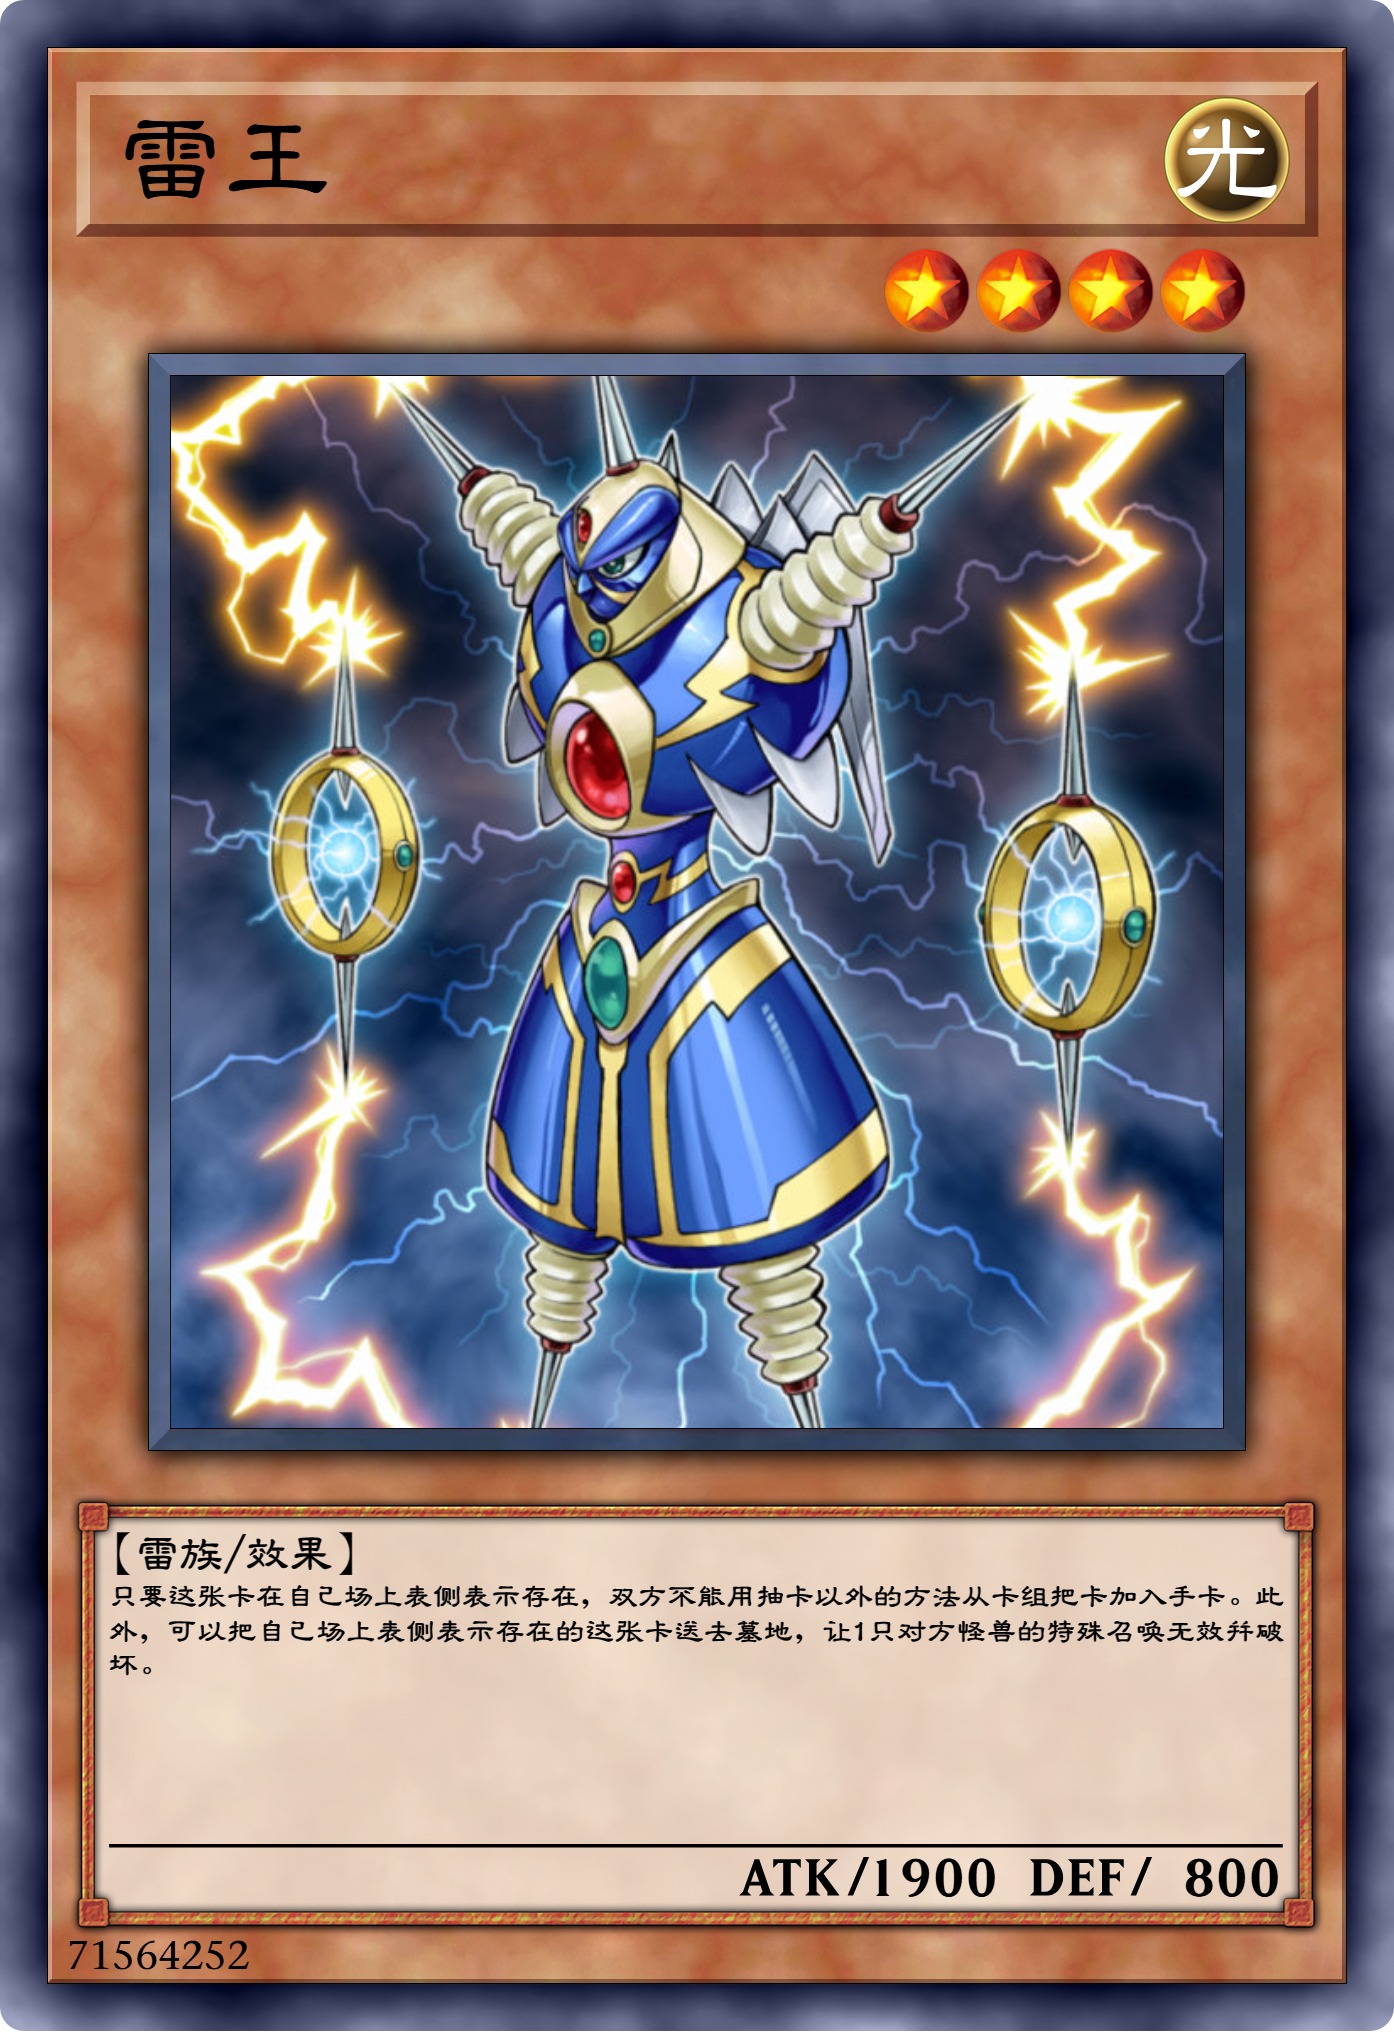 雷王
光
【雷族/效果】
只要这张卡在自己场上表侧表示存在，双方不能用抽卡以外的方法从卡组把卡加入手卡。此
外，可以把自己场上表侧表示存在的这张卡送去墓地，让1只对方怪兽的特殊召唤无效并破
坏。
ATK/1900 DEF/ 800
71564252